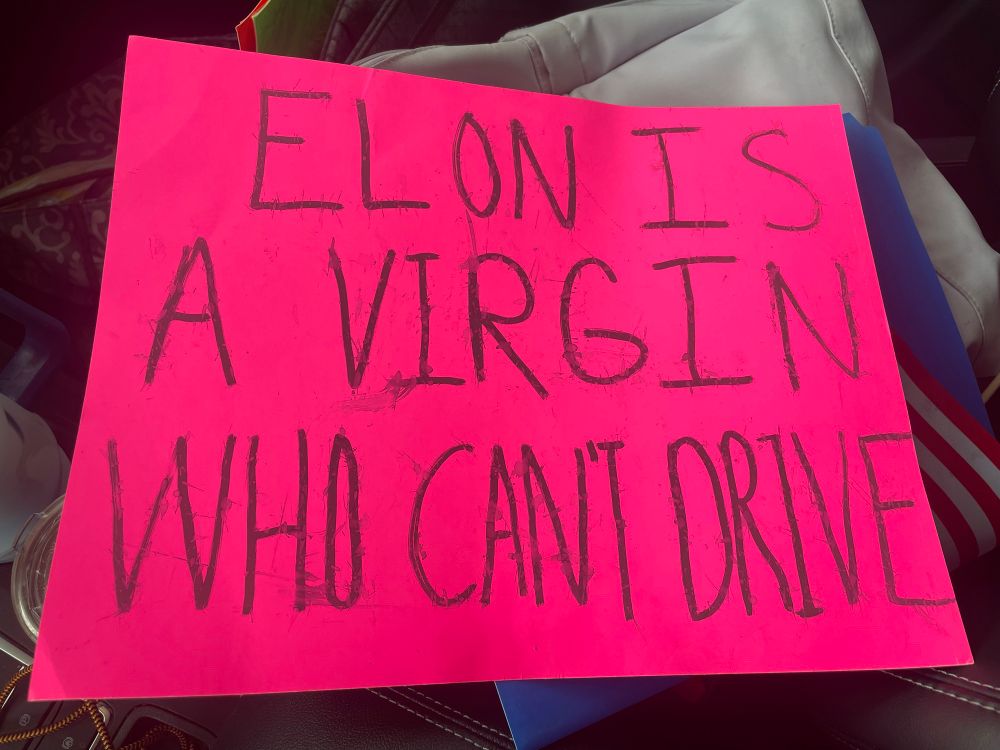 ELON IS
A VIRGIN
WHO CAN'T DRIVE